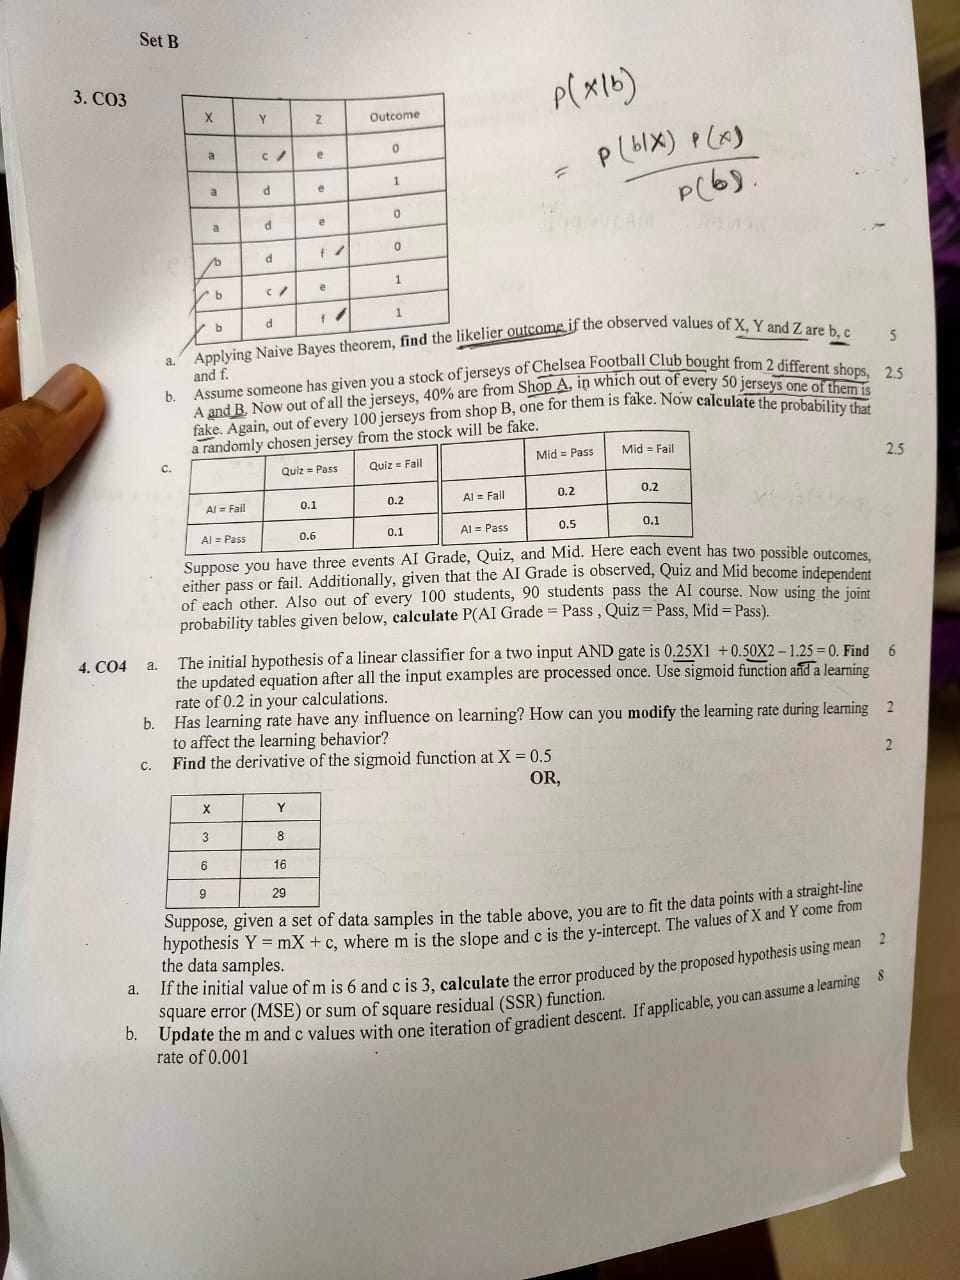 Set B
3. CO3
X Y Z Outcome
a c e 0
a d e 1
a d e 0
b d f 0
b c e 1
b d f 1
p(x|b)
= p(b|x) p(x)
p(b).
a. Applying Naive Bayes theorem, find the likelier outcome if the observed values of X, Y and Z are b, c 5
and f.
b. Assume someone has given you a stock of jerseys of Chelsea Football Club bought from 2 different shops, 2.5
A and B. Now out of all the jerseys, 40% are from Shop A, in which out of every 50 jerseys one of them is
fake. Again, out of every 100 jerseys from shop B, one for them is fake. Now calculate the probability that
a randomly chosen jersey from the stock will be fake.
c. 2.5
Quiz = Pass Quiz = Fail
AI = Fail 0.1 0.2
AI = Pass 0.6 0.1
Mid = Pass Mid = Fail
AI = Fail 0.2 0.2
AI = Pass 0.5 0.1
Suppose you have three events AI Grade, Quiz, and Mid. Here each event has two possible outcomes,
either pass or fail. Additionally, given that the AI Grade is observed, Quiz and Mid become independent
of each other. Also out of every 100 students, 90 students pass the AI course. Now using the joint
probability tables given below, calculate P(AI Grade = Pass , Quiz = Pass, Mid = Pass).
4. CO4 a. The initial hypothesis of a linear classifier for a two input AND gate is 0.25X1 + 0.50X2 – 1.25 = 0. Find 6
the updated equation after all the input examples are processed once. Use sigmoid function and a learning
rate of 0.2 in your calculations.
b. Has learning rate have any influence on learning? How can you modify the learning rate during learning 2
to affect the learning behavior?
c. Find the derivative of the sigmoid function at X = 0.5 2
OR,
X Y
3 8
6 16
9 29
Suppose, given a set of data samples in the table above, you are to fit the data points with a straight-line
hypothesis Y = mX + c, where m is the slope and c is the y-intercept. The values of X and Y come from
the data samples.
a. If the initial value of m is 6 and c is 3, calculate the error produced by the proposed hypothesis using mean 2
square error (MSE) or sum of square residual (SSR) function.
b. Update the m and c values with one iteration of gradient descent. If applicable, you can assume a learning 8
rate of 0.001